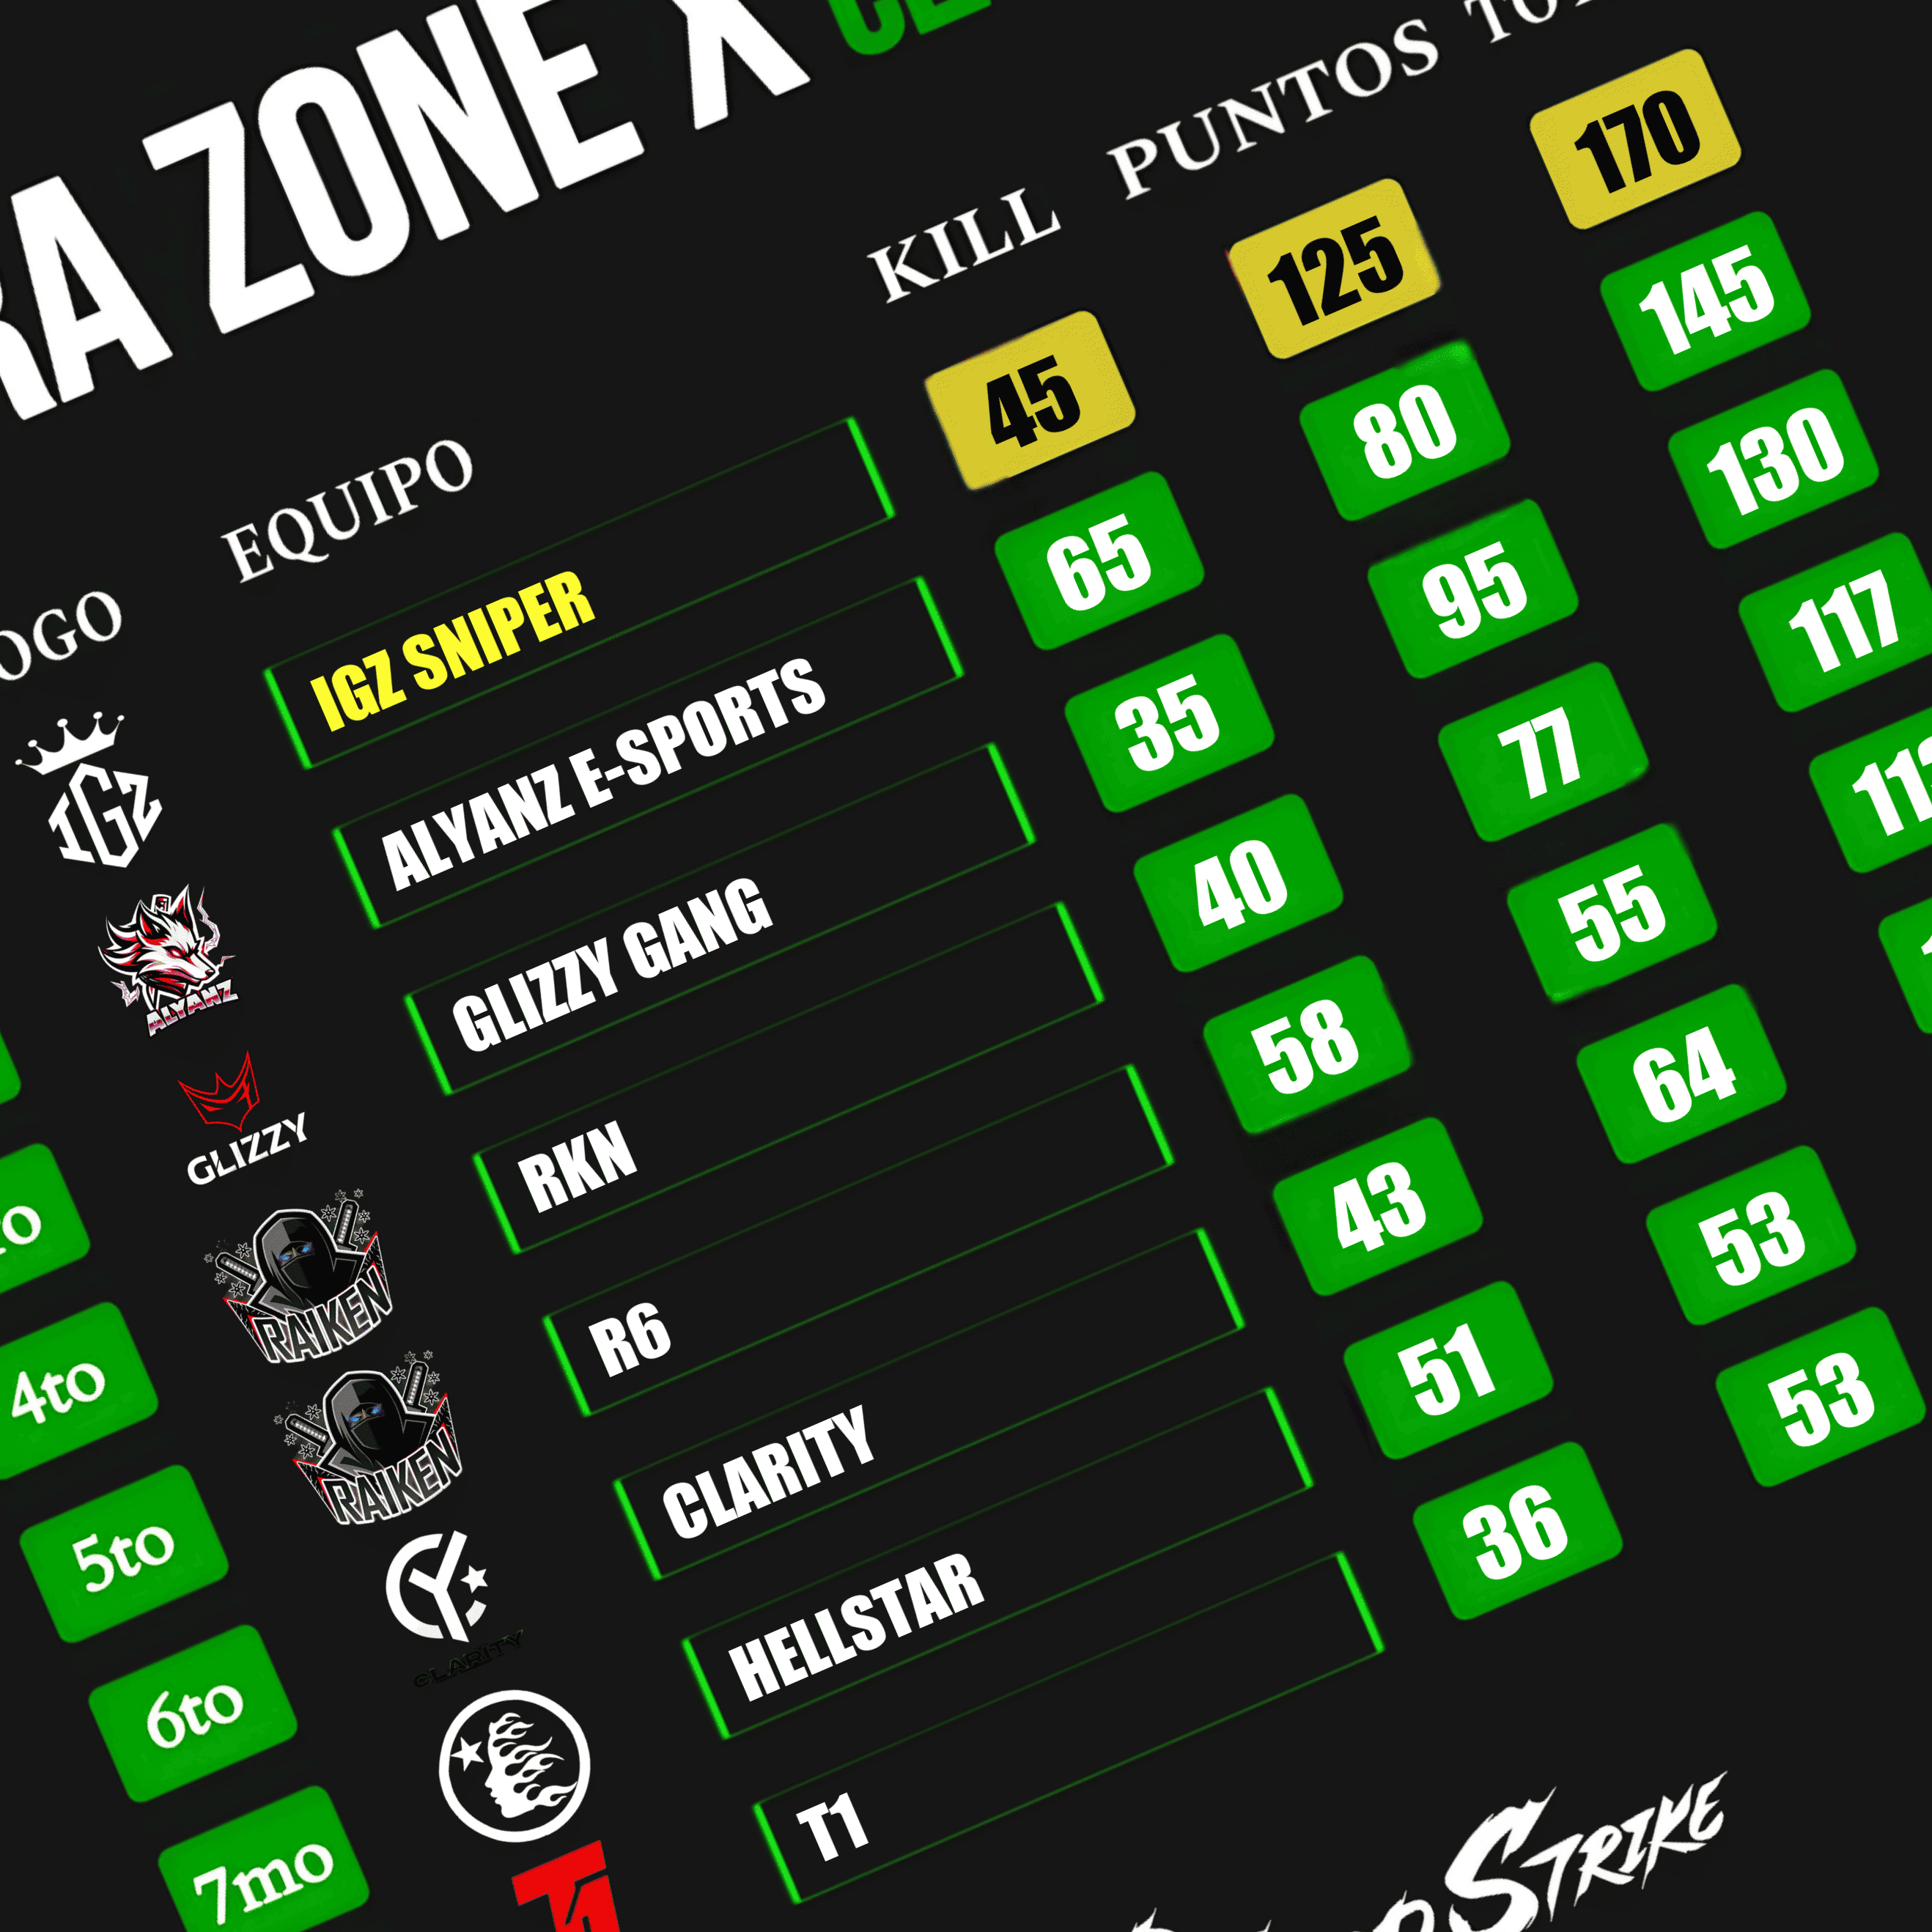 RA ZONE X
OGO EQUIPO KILL PUNTOS
IGZ IGZ SNIPER 45 125 170
ALYANZ ALYANZ E-SPORTS 65 80 145
GLIZZY GLIZZY GANG 35 95 130
RAIKEN RKN 40 77 117
4to
RAIKEN R6 58 55
5to
CLARITY CLARITY 43 64
6to
HELLSTAR 51 53
7mo
T1 T1 36 53
STRIKE